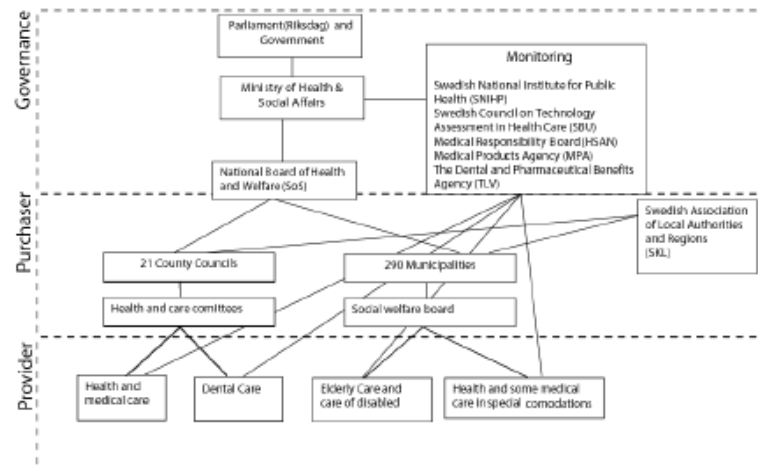 Governance
Parliament(Riksdag) and
Government
Ministry of Health &
Social Affairs
National Board of Health
and Welfare (SoS)
Monitoring
Swedish National Institute for Public
Health (SNIHP)
Swedish Council on Technology
Assessment in Health Care (SBU)
Medical Responsibility Board(HSAN)
Medical Products Agency (MPA)
The Dental and Pharmaceutical Benefits
Agency (TLV)
Purchaser
Swedish Association
of Local Authorities
and Regions
(SKL)
21 County Councils
290 Municipalities
Health and care comittees
Social welfare board
Provider
Health and
medical care
Dental Care
Elderly Care and
care of disabled
Health and some medical
care in special comodations